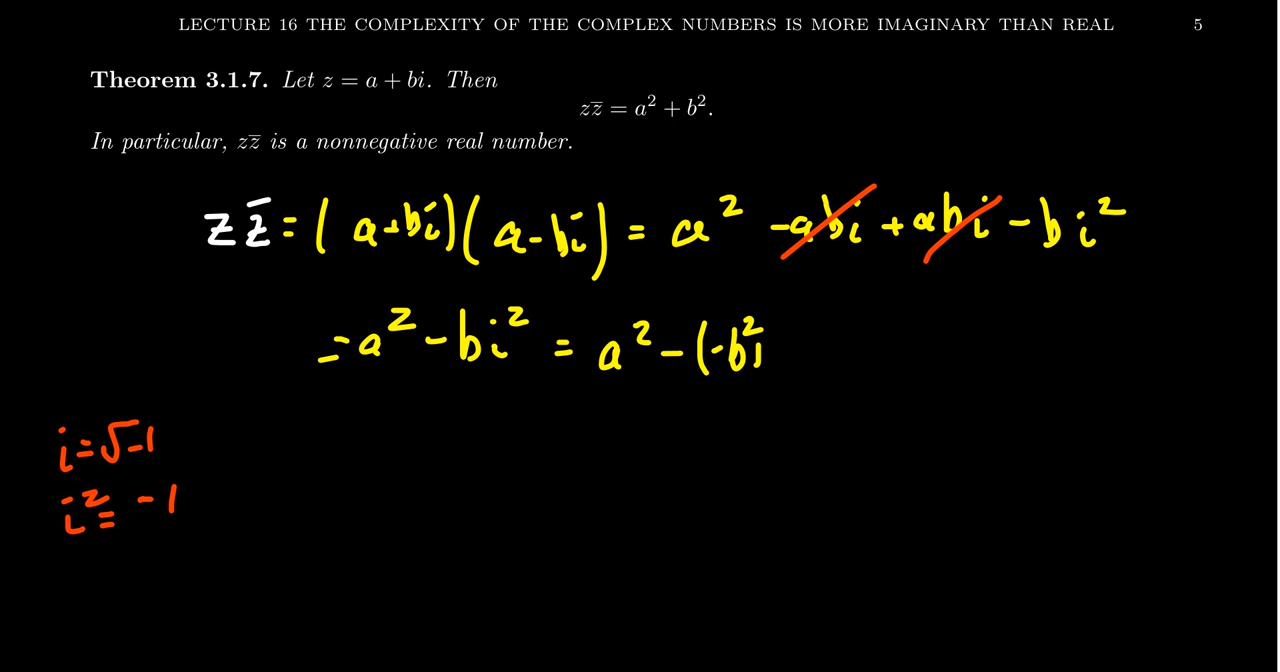 LECTURE 16 THE COMPLEXITY OF THE COMPLEX NUMBERS IS MORE IMAGINARY THAN REAL 5
Theorem 3.1.7. Let z = a + bi. Then
zz̅ = a² + b².
In particular, zz̅ is a nonnegative real number.
zz̅ = (a+bi)(a-bi) = a² -abi + abi - bi²
= a² - bi² = a² - (-b²)
i = √-1
i² = -1